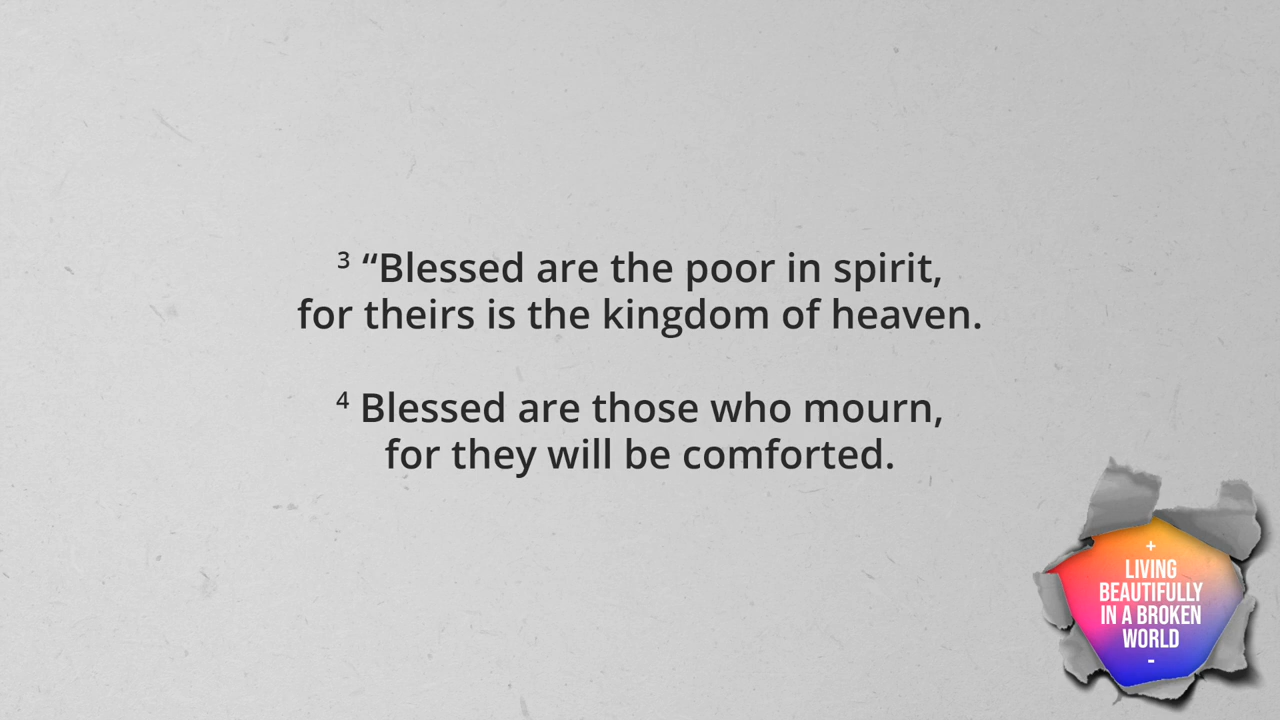 ³ “Blessed are the poor in spirit,
for theirs is the kingdom of heaven.
⁴ Blessed are those who mourn,
for they will be comforted.
+
LIVING
BEAUTIFULLY
IN A BROKEN
WORLD
-